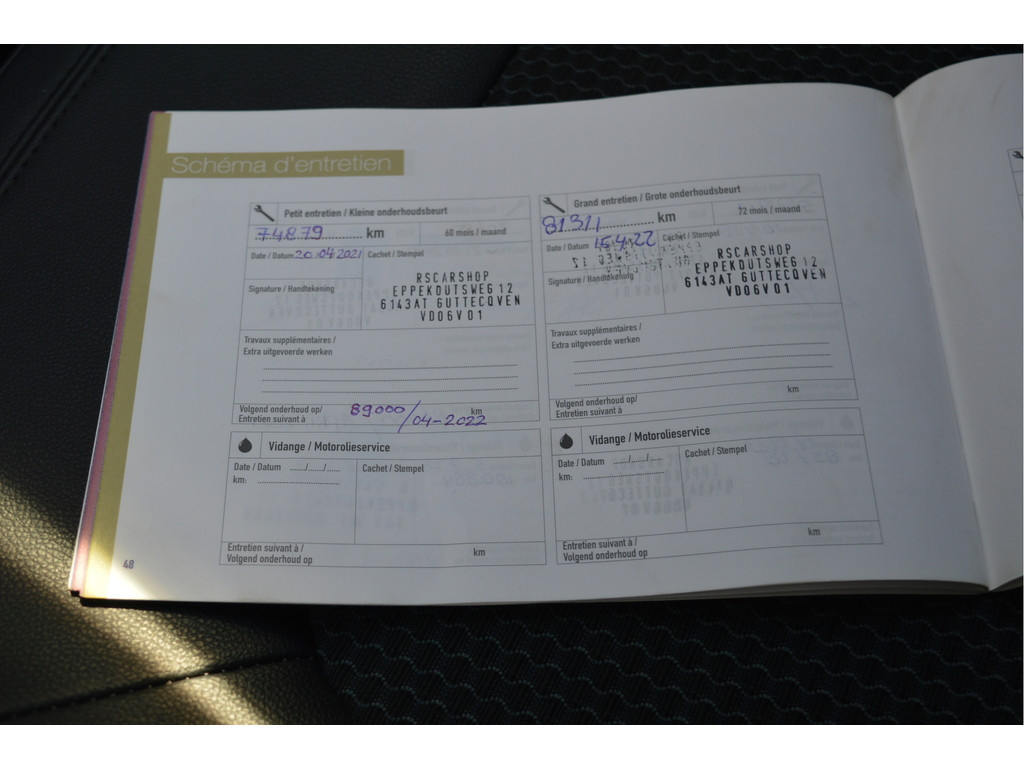 Schéma d'entretien
Petit entretien / Kleine onderhoudsbeurt
74879 km
60 mois / maand
Date / Datum 20.04.2021
Cachet / Stempel
RSCARSHOP
EPPEKOUTSWEG 12
6143AT GUTTECOVEN
VD06V01
Signature / Handtekening
Travaux supplémentaires /
Extra uitgevoerde werken
Volgend onderhoud op/
Entretien suivant à
89000/04-2022 km
Vidange / Motorolieservice
Date / Datum ...../...../.....
Cachet / Stempel
km:
Entretien suivant à /
Volgend onderhoud op
km
Grand entretien / Grote onderhoudsbeurt
81311 km
72 mois / maand
Date / Datum 15.4.22
Cachet / Stempel
RSCARSHOP
EPPEKOUTSWEG 12
6143AT GUTTECOVEN
VD06V01
Signature / Handtekening
Travaux supplémentaires /
Extra uitgevoerde werken
km
Volgend onderhoud op/
Entretien suivant à
Vidange / Motorolieservice
Date / Datum ...../...../.....
Cachet / Stempel
km:
Entretien suivant à /
Volgend onderhoud op
km
48